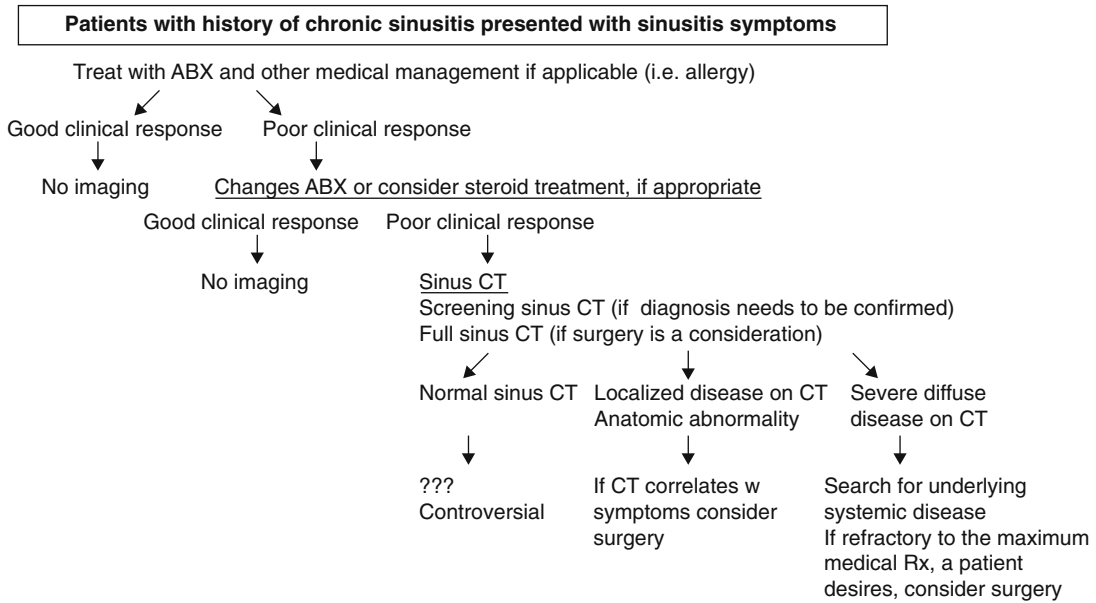 Patients with history of chronic sinusitis presented with sinusitis symptoms
Treat with ABX and other medical management if applicable (i.e. allergy)
Good clinical response
Poor clinical response
No imaging
Changes ABX or consider steroid treatment, if appropriate
Good clinical response
Poor clinical response
No imaging
Sinus CT
Screening sinus CT (if diagnosis needs to be confirmed)
Full sinus CT (if surgery is a consideration)
Normal sinus CT
Localized disease on CT
Anatomic abnormality
Severe diffuse
disease on CT
???
Controversial
If CT correlates w
symptoms consider
surgery
Search for underlying
systemic disease
If refractory to the maximum
medical Rx, a patient
desires, consider surgery